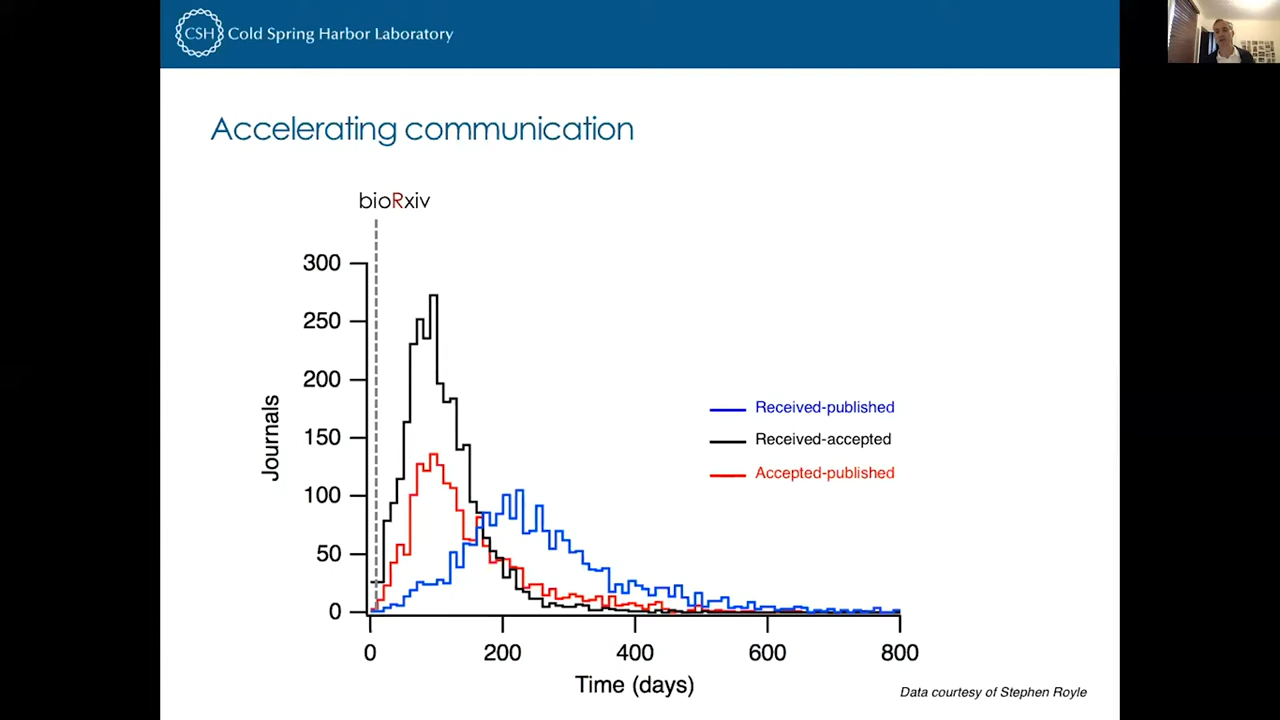 CSH Cold Spring Harbor Laboratory
Accelerating communication
bioRxiv
300
250
200
150
100
50
0
Journals
Received-published
Received-accepted
Accepted-published
0 200 400 600 800
Time (days)
Data courtesy of Stephen Royle